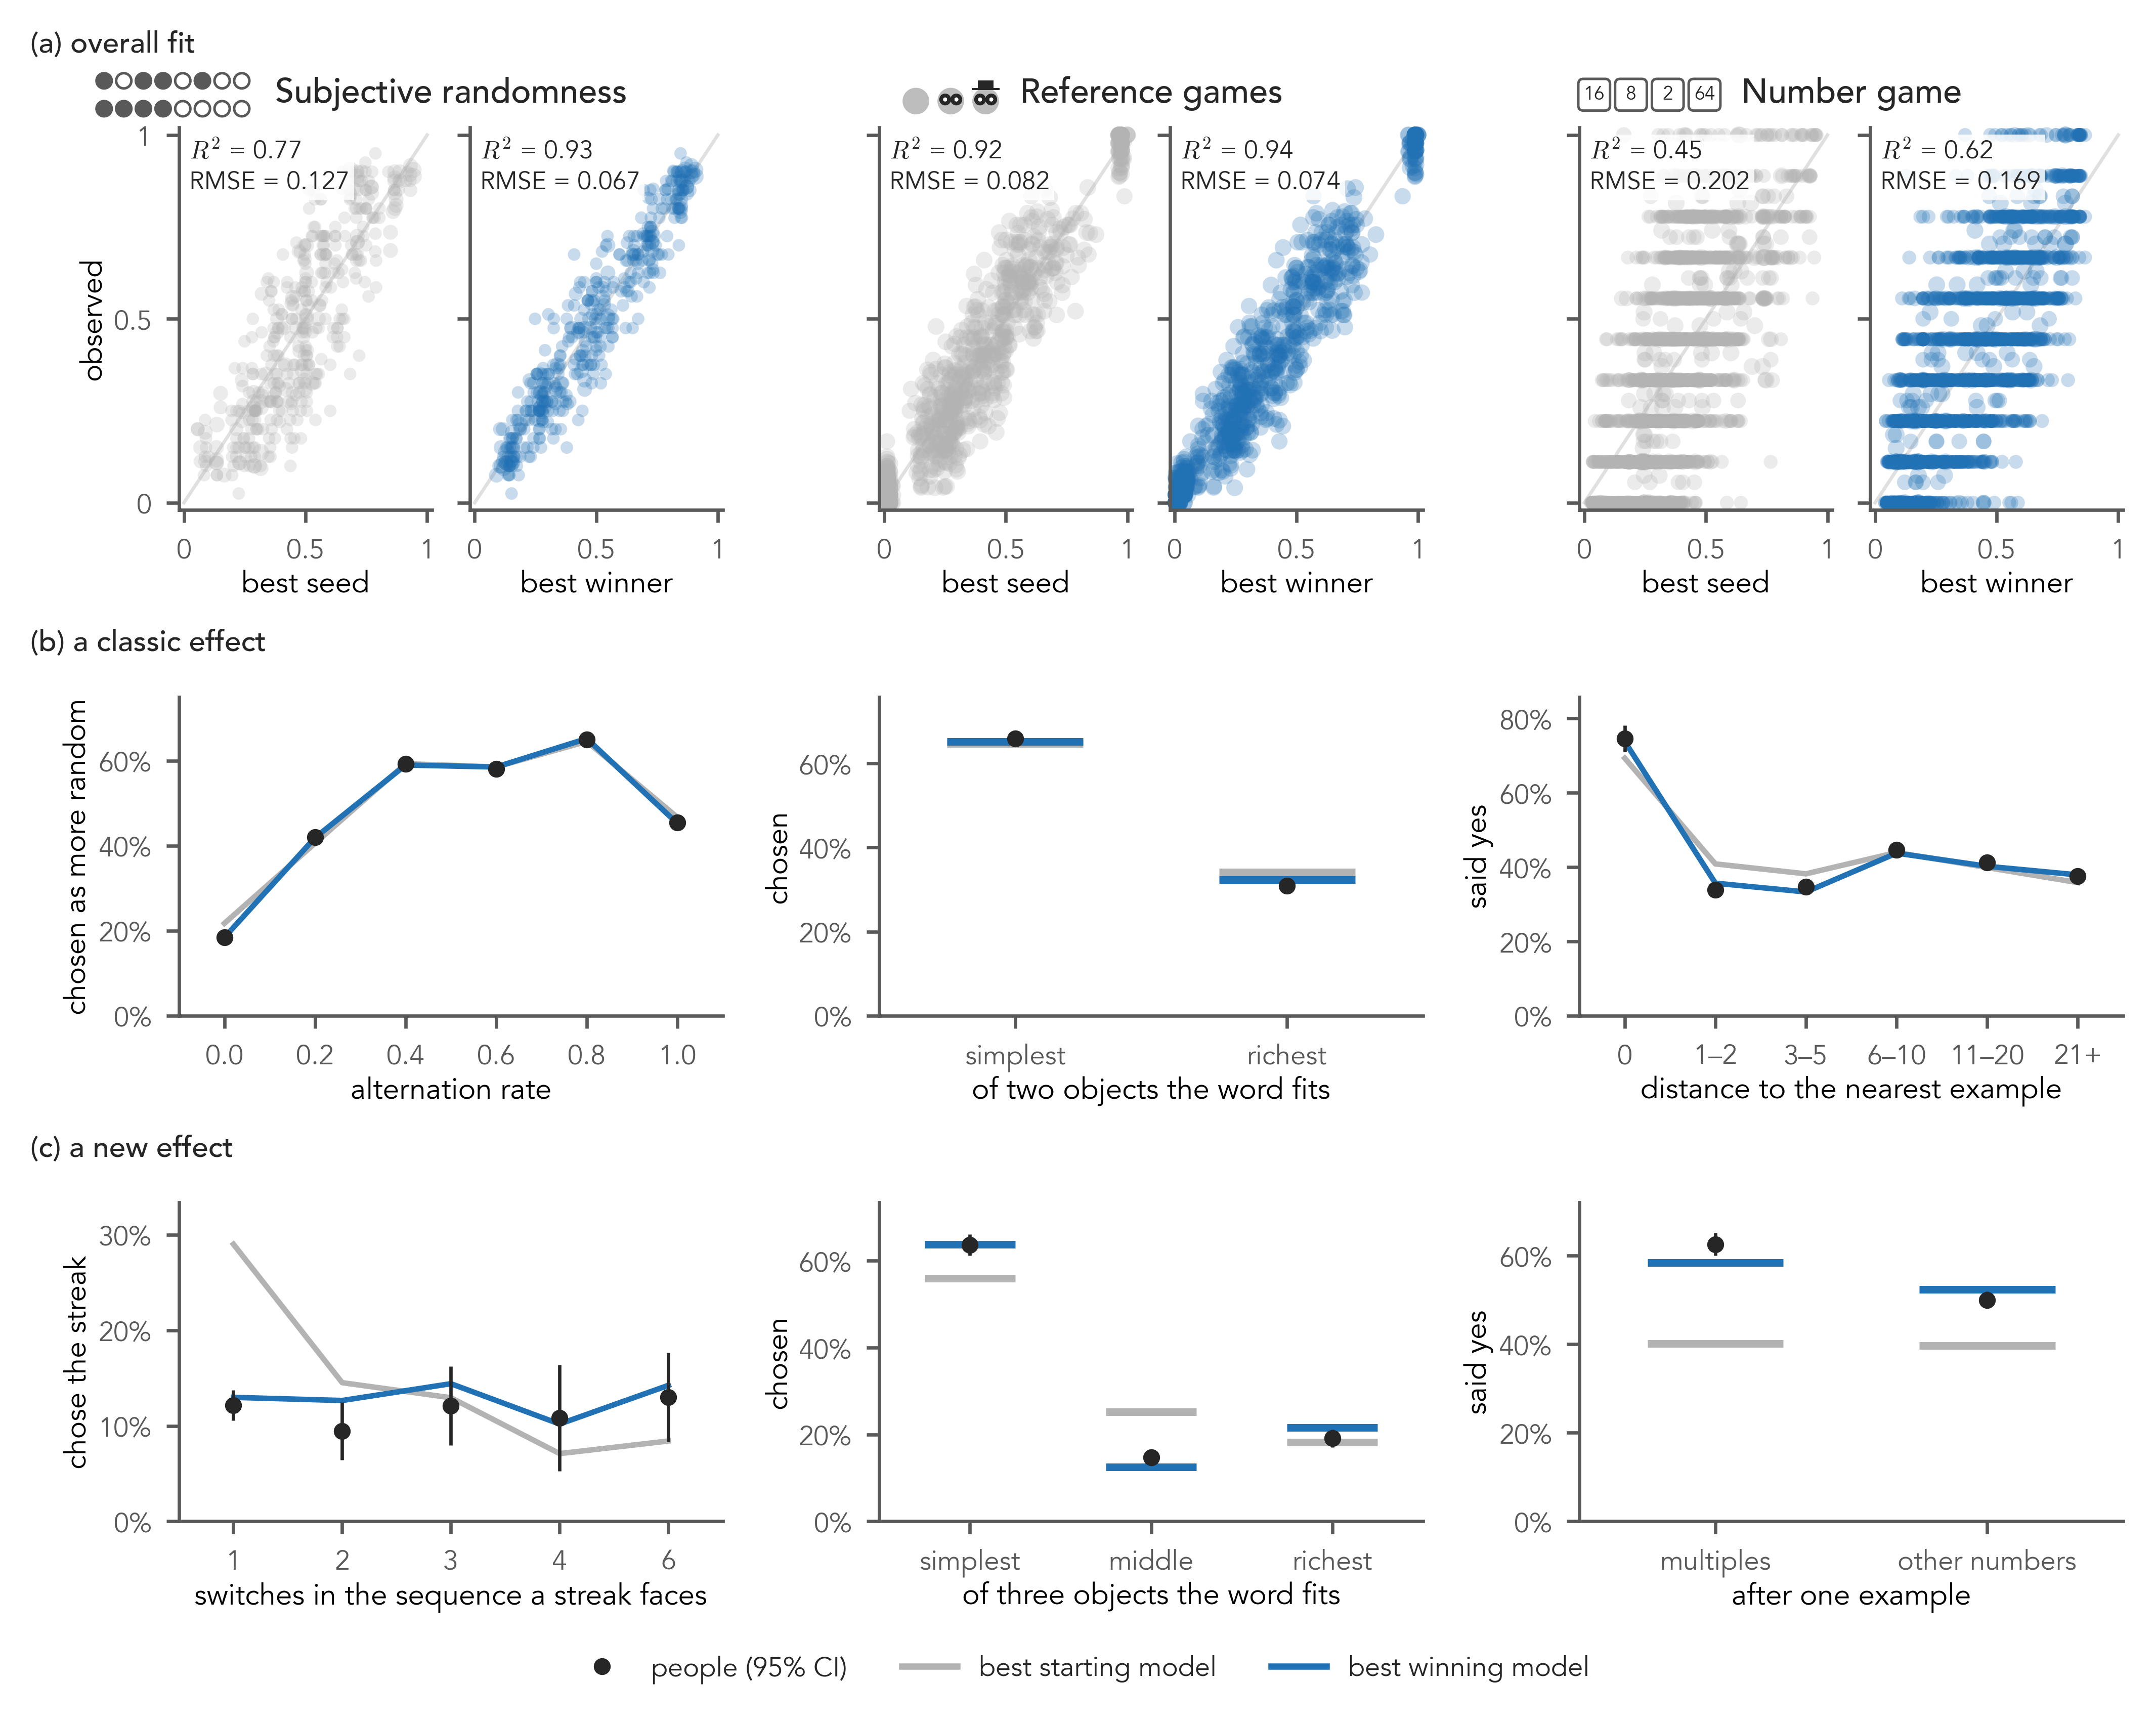 (a) overall fit
Subjective randomness
Reference games
16 8 2 64
Number game
R² = 0.77
RMSE = 0.127
R² = 0.93
RMSE = 0.067
R² = 0.92
RMSE = 0.082
R² = 0.94
RMSE = 0.074
R² = 0.45
RMSE = 0.202
R² = 0.62
RMSE = 0.169
observed
1
0.5
0
0 0.5 1
0 0.5 1
0 0.5 1
0 0.5 1
0 0.5 1
0 0.5 1
best seed
best winner
best seed
best winner
best seed
best winner
(b) a classic effect
chosen as more random
60%
40%
20%
0%
0.0 0.2 0.4 0.6 0.8 1.0
alternation rate
chosen
60%
40%
20%
0%
simplest richest
of two objects the word fits
said yes
80%
60%
40%
20%
0%
0 1–2 3–5 6–10 11–20 21+
distance to the nearest example
(c) a new effect
chose the streak
30%
20%
10%
0%
1 2 3 4 6
switches in the sequence a streak faces
chosen
60%
40%
20%
0%
simplest middle richest
of three objects the word fits
said yes
60%
40%
20%
0%
multiples other numbers
after one example
people (95% CI)
best starting model
best winning model